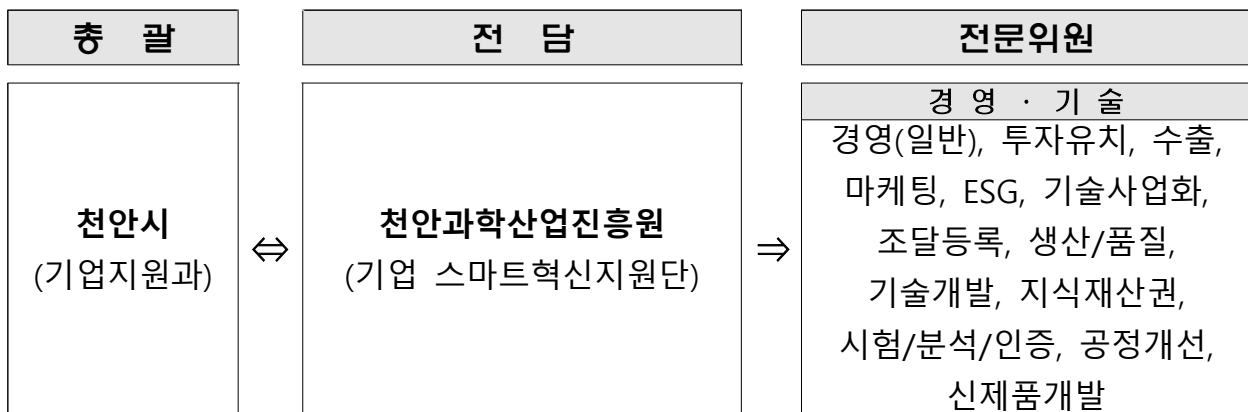 총 괄
전 담
전문위원
천안시
(기업지원과)
⇔
천안과학산업진흥원
(기업 스마트혁신지원단)
⇒
경 영 · 기 술
경영(일반), 투자유치, 수출,
마케팅, ESG, 기술사업화,
조달등록, 생산/품질,
기술개발, 지식재산권,
시험/분석/인증, 공정개선,
신제품개발